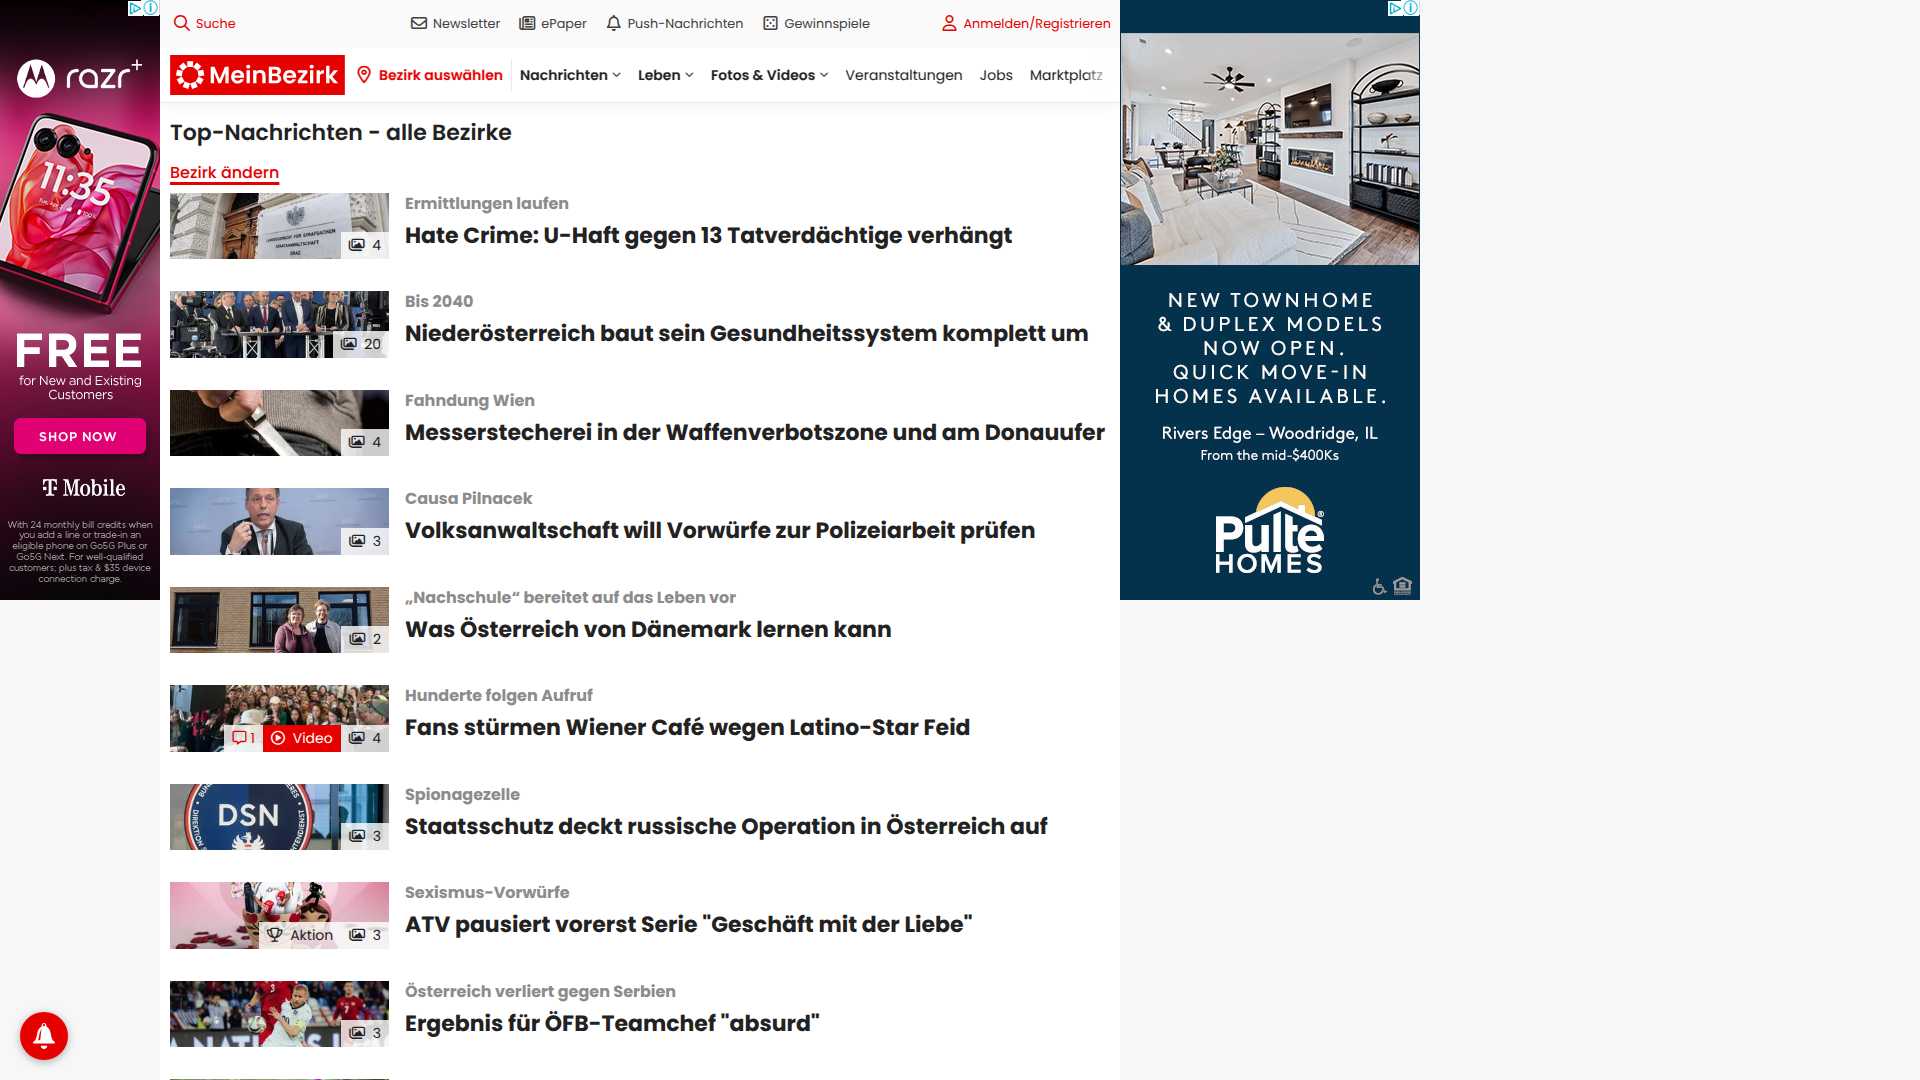 Suche
Newsletter
ePaper
Push-Nachrichten
Gewinnspiele
Anmelden/Registrieren
MeinBezirk
Bezirk auswählen
Nachrichten
Leben
Fotos & Videos
Veranstaltungen
Jobs
Marktplatz
Top-Nachrichten - alle Bezirke
Bezirk ändern
Ermittlungen laufen
Hate Crime: U-Haft gegen 13 Tatverdächtige verhängt
4
Bis 2040
Niederösterreich baut sein Gesundheitssystem komplett um
20
Fahndung Wien
Messerstecherei in der Waffenverbotszone und am Donauufer
4
Causa Pilnacek
Volksanwaltschaft will Vorwürfe zur Polizeiarbeit prüfen
3
„Nachschule“ bereitet auf das Leben vor
Was Österreich von Dänemark lernen kann
2
Hunderte folgen Aufruf
Fans stürmen Wiener Café wegen Latino-Star Feid
1
Video
4
Spionagezelle
Staatsschutz deckt russische Operation in Österreich auf
DSN
3
Sexismus-Vorwürfe
ATV pausiert vorerst Serie "Geschäft mit der Liebe"
Aktion
3
Österreich verliert gegen Serbien
Ergebnis für ÖFB-Teamchef "absurd"
3
razr+
11:35
FREE
for New and Existing
Customers
SHOP NOW
T Mobile
With 24 monthly bill credits when
you add a line or trade-in an
eligible phone on Go5G Plus or
Go5G Next. For well-qualified
customers; plus tax & $35 device
connection charge.
NEW TOWNHOME
& DUPLEX MODELS
NOW OPEN.
QUICK MOVE-IN
HOMES AVAILABLE.
Rivers Edge – Woodridge, IL
From the mid-$400Ks
Pulte®
HOMES